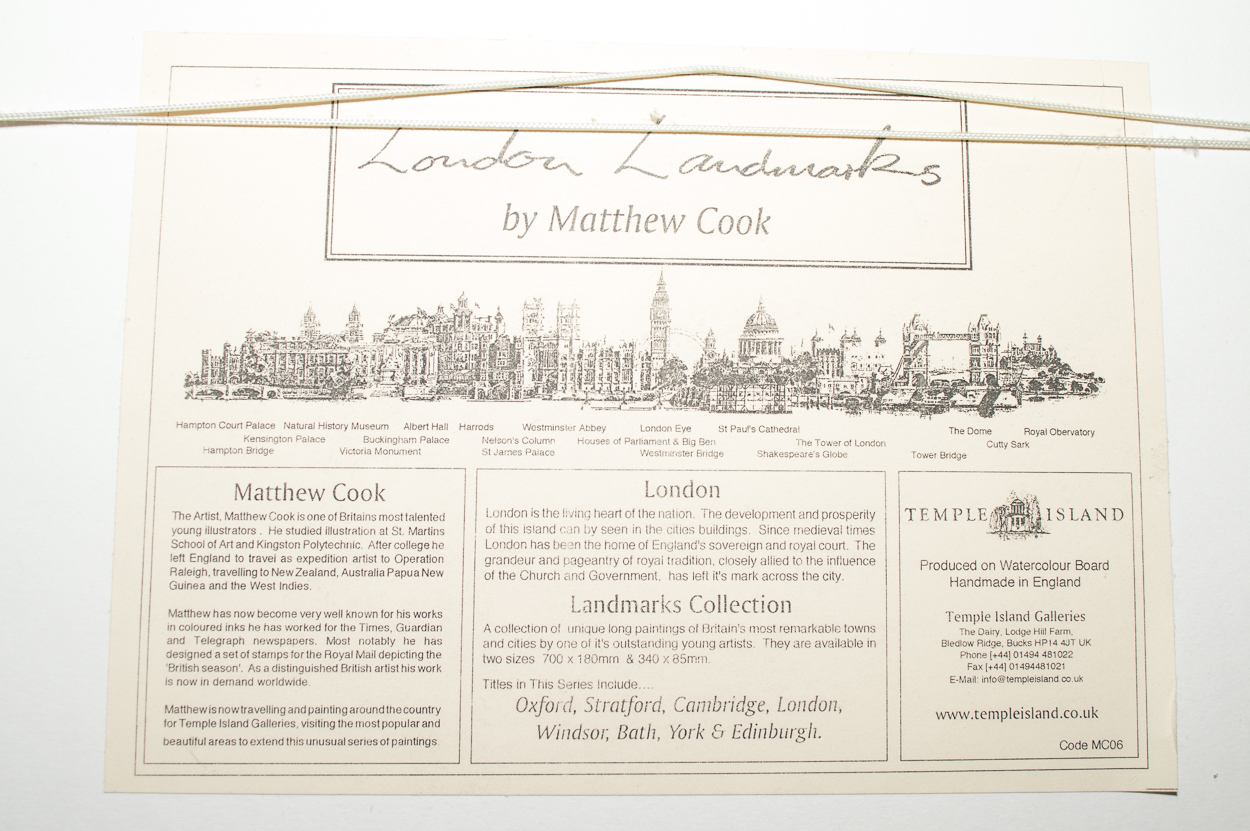 London Landmarks
by Matthew Cook
Hampton Court Palace Natural History Museum Albert Hall Harrods Westminster Abbey London Eye St Paul's Cathedral The Dome Royal Obervatory
Kensington Palace Buckingham Palace Nelson's Column Houses of Parliament & Big Ben The Tower of London Cutty Sark
Hampton Bridge Victoria Monument St James Palace Westminster Bridge Shakespeare's Globe Tower Bridge
Matthew Cook
The Artist, Matthew Cook is one of Britains most talented
young illustrators . He studied illustration at St. Martins
School of Art and Kingston Polytechnic. After college he
left England to travel as expedition artist to Operation
Raleigh, travelling to New Zealand, Australia Papua New
Guinea and the West Indies.
Matthew has now become very well known for his works
in coloured inks he has worked for the Times, Guardian
and Telegraph newspapers. Most notably he has
designed a set of stamps for the Royal Mail depicting the
'British season'. As a distinguished British artist his work
is now in demand worldwide.
Matthew is now travelling and painting around the country
for Temple Island Galleries, visiting the most popular and
beautiful areas to extend this unusual series of paintings
London
London is the living heart of the nation. The development and prosperity
of this island can by seen in the cities buildings. Since medieval times
London has been the home of England's sovereign and royal court. The
grandeur and pageantry of royal tradition, closely allied to the influence
of the Church and Government, has left it's mark across the city.
Landmarks Collection
A collection of unique long paintings of Britain's most remarkable towns
and cities by one of it's outstanding young artists. They are available in
two sizes 700 x 180mm & 340 x 85mm.
Titles in This Series Include....
Oxford, Stratford, Cambridge, London,
Windsor, Bath, York & Edinburgh.
TEMPLE ISLAND
Produced on Watercolour Board
Handmade in England
Temple Island Galleries
The Dairy, Lodge Hill Farm,
Bledlow Ridge, Bucks HP14 4JT UK
Phone [+44] 01494 481022
Fax [+44] 01494481021
E-Mail: info@templeisland.co.uk
www.templeisland.co.uk
Code MC06